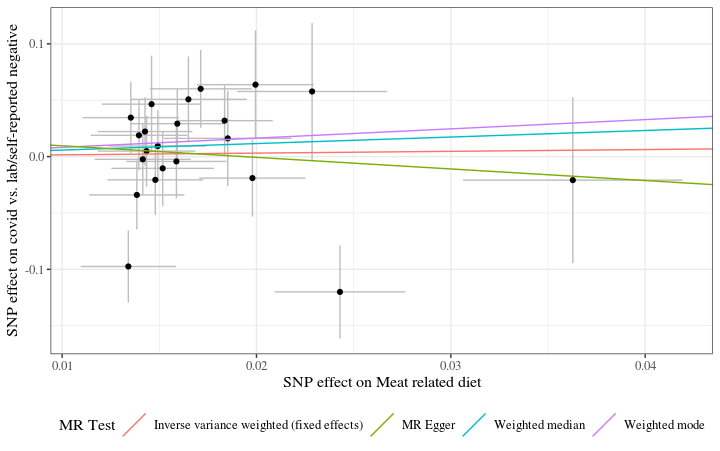 SNP effect on covid vs. lab/self-reported negative
0.1
0.0
-0.1
0.01 0.02 0.03 0.04
SNP effect on Meat related diet
MR Test Inverse variance weighted (fixed effects) MR Egger Weighted median Weighted mode